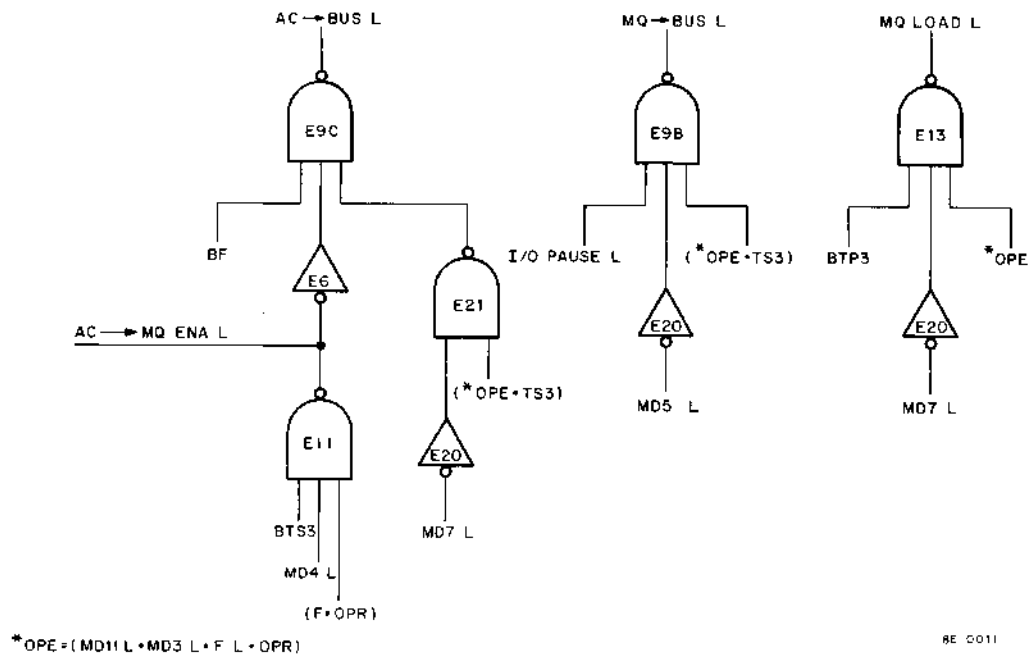 AC → BUS L
MQ → BUS L
MQ LOAD L
E9C
E9B
E13
BF
I/O PAUSE L
(*OPE•TS3)
BTP3
*OPE
E6
E21
E20
E20
AC → MQ ENA L
(*OPE•TS3)
MD5 L
MD7 L
E11
E20
BTS3
MD7 L
MD4 L
(F•OPR)
*OPE=(MD11 L•MD3 L•F L•OPR)
8E 0011